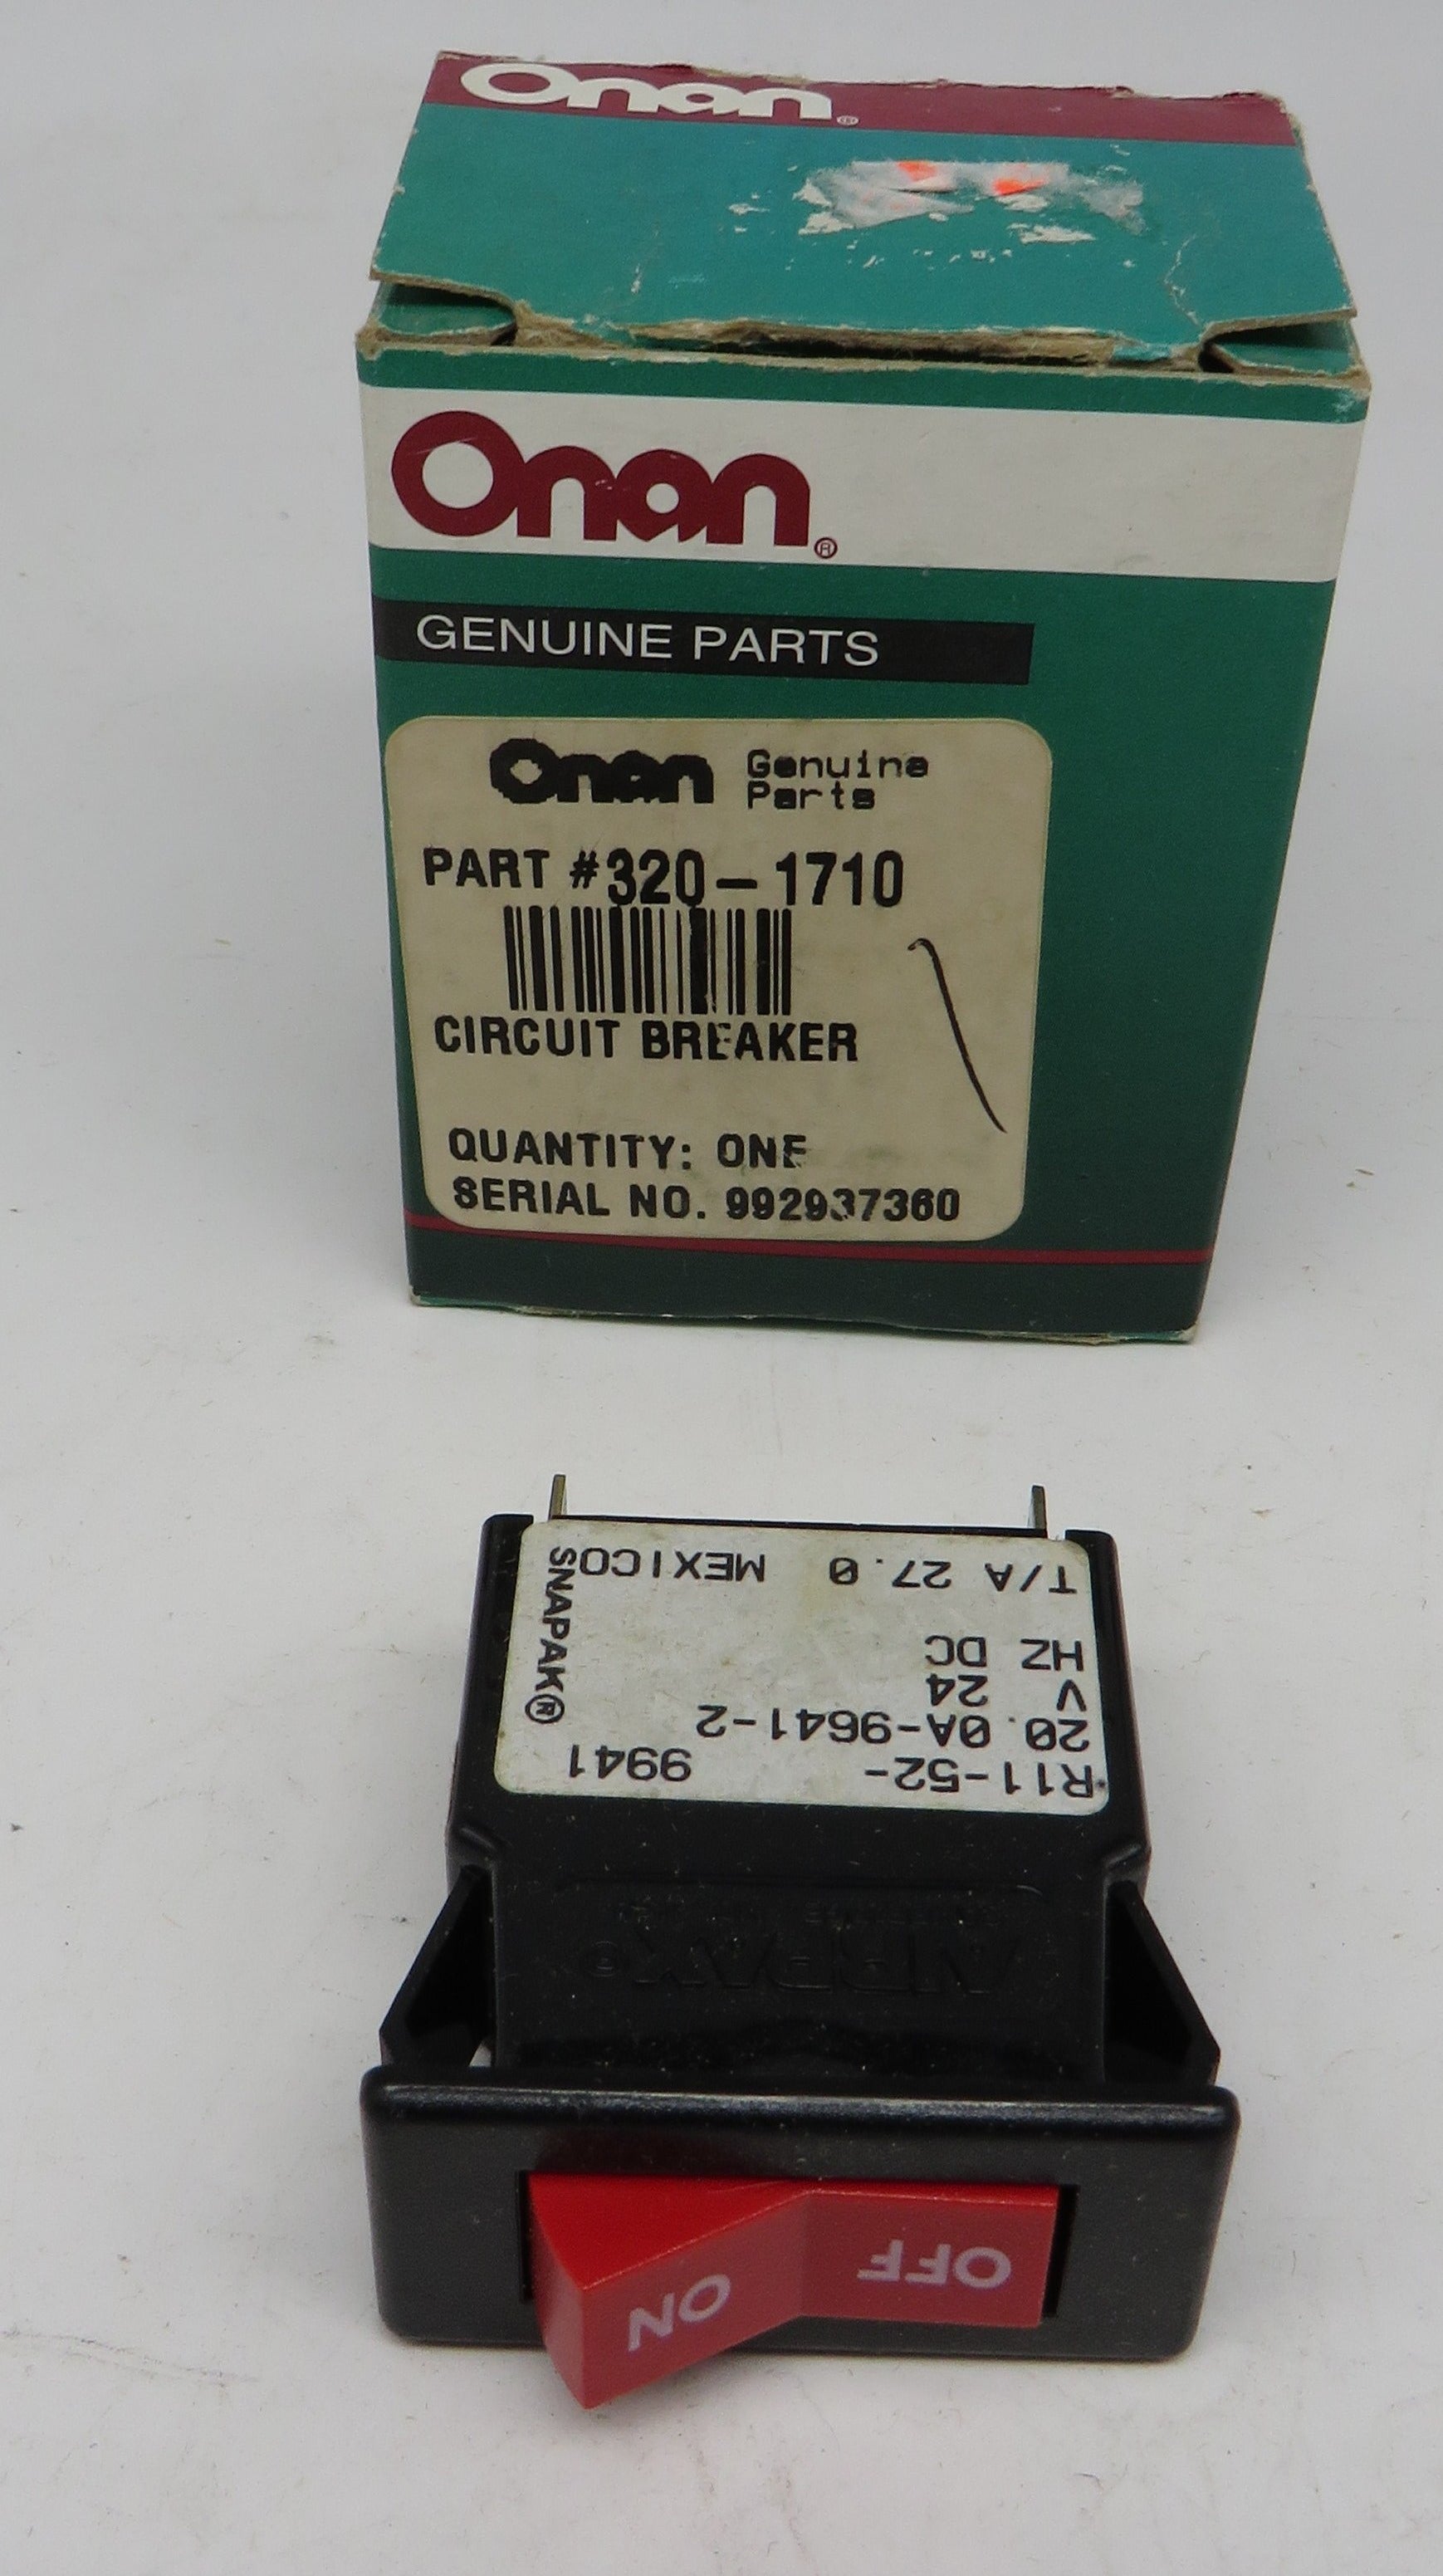 Onan®
Onan®
GENUINE PARTS
Onan Genuine
Parts
PART #320-1710
CIRCUIT BREAKER
QUANTITY: ONE
SERIAL NO. 992937360
R11-52- 9941
20.0A-9641-2
V 24
HZ DC
T/A 27.0 MEXICO
SNAPAK®
AIRPAX®
OFF
ON